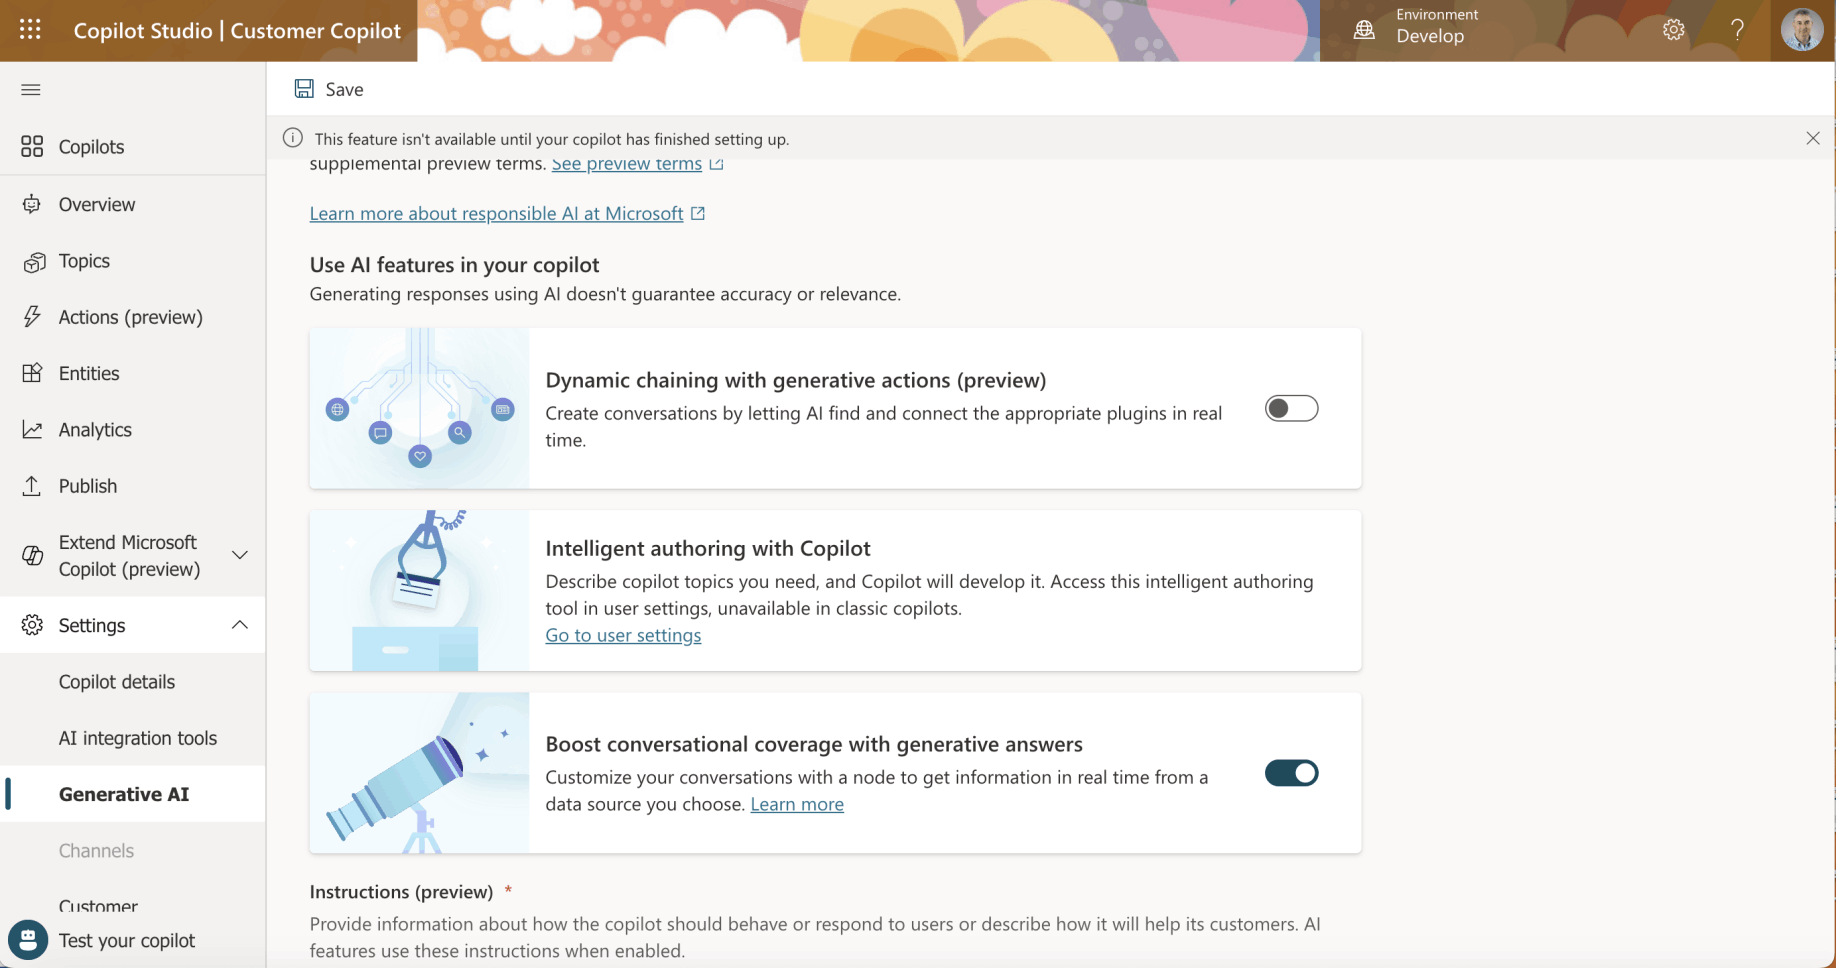 Copilot Studio | Customer Copilot
Environment
Develop
?
Save
This feature isn't available until your copilot has finished setting up.
supplemental preview terms. See preview terms
Learn more about responsible AI at Microsoft
Copilots
Overview
Topics
Actions (preview)
Entities
Analytics
Publish
Extend Microsoft
Copilot (preview)
Settings
Copilot details
AI integration tools
Generative AI
Channels
Customer
Test your copilot
Use AI features in your copilot
Generating responses using AI doesn't guarantee accuracy or relevance.
Dynamic chaining with generative actions (preview)
Create conversations by letting AI find and connect the appropriate plugins in real
time.
Intelligent authoring with Copilot
Describe copilot topics you need, and Copilot will develop it. Access this intelligent authoring
tool in user settings, unavailable in classic copilots.
Go to user settings
Boost conversational coverage with generative answers
Customize your conversations with a node to get information in real time from a
data source you choose. Learn more
Instructions (preview) *
Provide information about how the copilot should behave or respond to users or describe how it will help its customers. AI
features use these instructions when enabled.